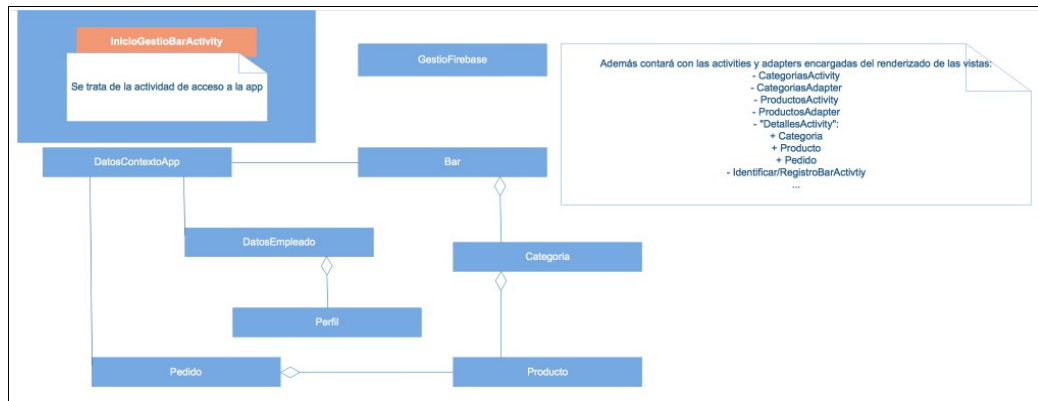 InicioGestioBarActivity
Se trata de la actividad de acceso a la app
GestioFirebase
Además contará con las activities y adapters encargadas del renderizado de las vistas:
- CategoriasActivity
- CategoriasAdapter
- ProductosActivity
- ProductosAdapter
- "DetallesActivity":
+ Categoria
+ Producto
+ Pedido
- Identificar/RegistroBarActivtiy
...
DatosContextoApp
Bar
DatosEmpleado
Categoria
Perfil
Pedido
Producto